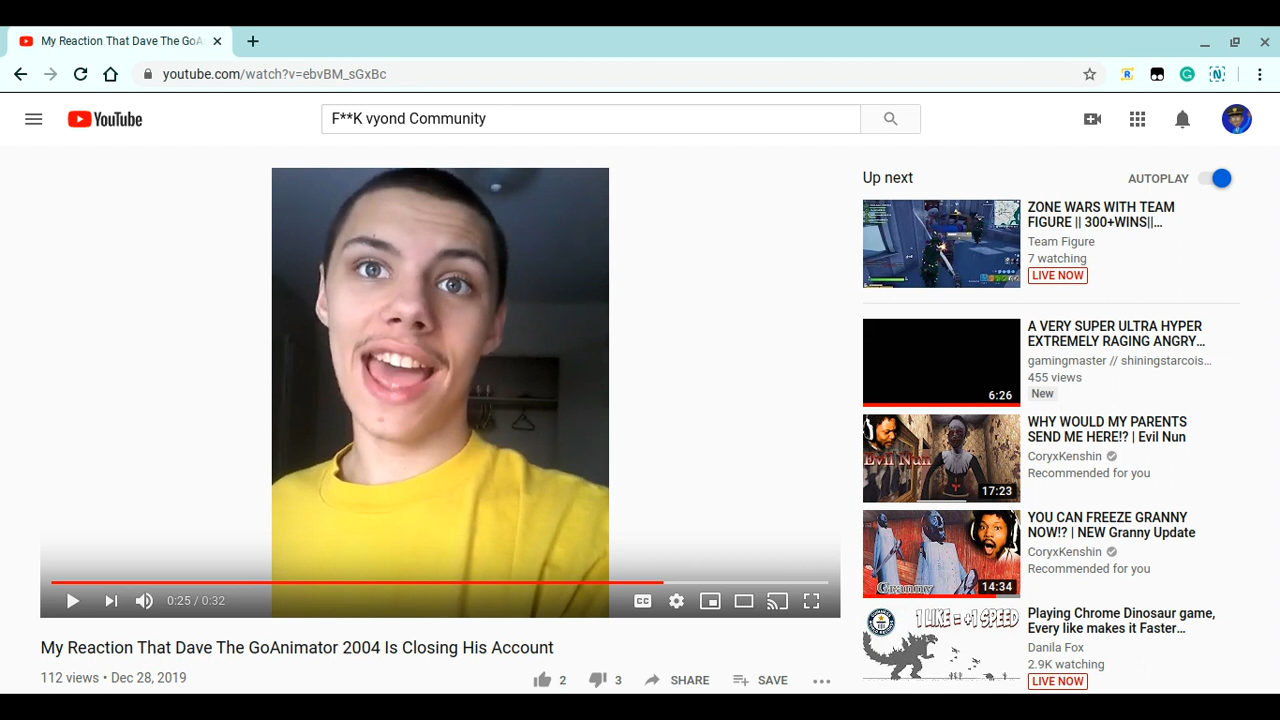 My Reaction That Dave The GoA
youtube.com/watch?v=ebvBM_sGxBc
YouTube
F**K vyond Community
0:25 / 0:32
CC
My Reaction That Dave The GoAnimator 2004 Is Closing His Account
112 views • Dec 28, 2019
2
3
SHARE
SAVE
Up next
AUTOPLAY
ZONE WARS WITH TEAM
FIGURE || 300+WINS||...
Team Figure
7 watching
LIVE NOW
A VERY SUPER ULTRA HYPER
EXTREMELY RAGING ANGRY...
gamingmaster // shiningstarcois...
455 views
New
6:26
WHY WOULD MY PARENTS
SEND ME HERE!? | Evil Nun
CoryxKenshin
Recommended for you
EVIL NUN
17:23
YOU CAN FREEZE GRANNY
NOW!? | NEW Granny Update
CoryxKenshin
Recommended for you
Granny
14:34
Playing Chrome Dinosaur game,
Every like makes it Faster...
Danila Fox
2.9K watching
LIVE NOW
1 LIKE = +1 SPEED